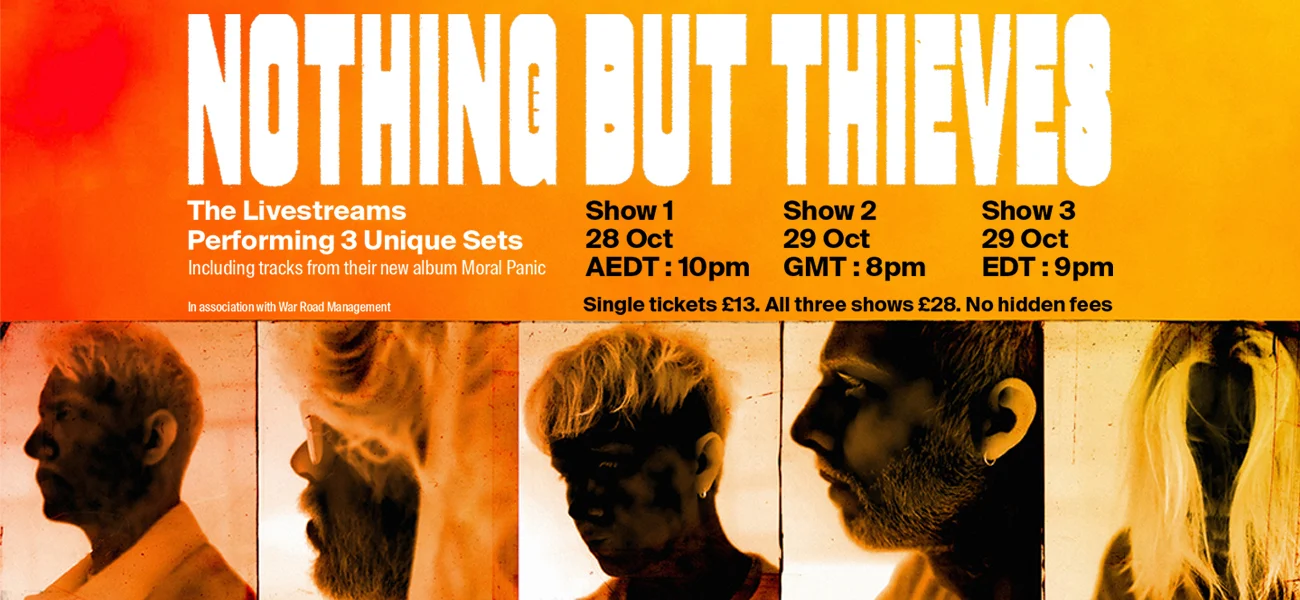 NOTHING BUT THIEVES
The Livestreams
Performing 3 Unique Sets
Including tracks from their new album Moral Panic
In association with War Road Management
Show 1
28 Oct
AEDT : 10pm
Show 2
29 Oct
GMT : 8pm
Show 3
29 Oct
EDT : 9pm
Single tickets £13. All three shows £28. No hidden fees